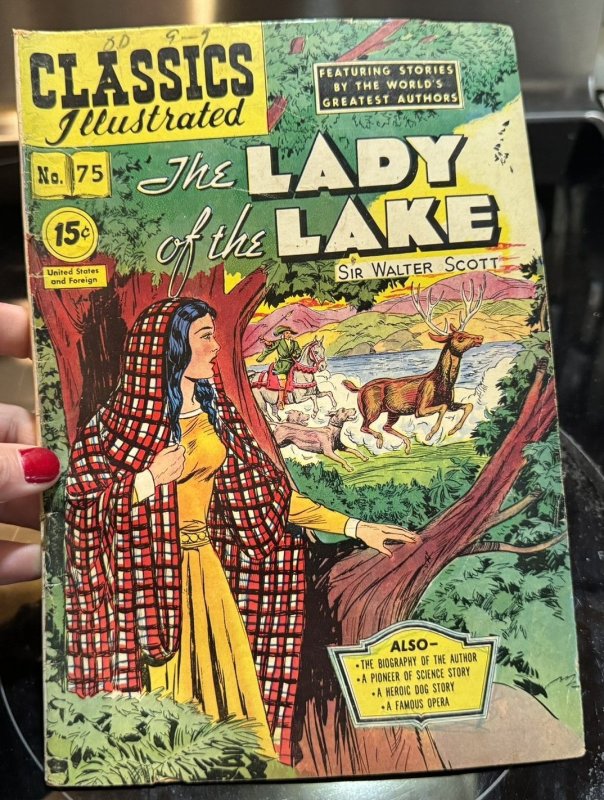 CLASSICS
Illustrated
No. 75
15¢
United States
and Foreign
FEATURING STORIES
BY THE WORLD'S
GREATEST AUTHORS
The LADY
of the LAKE
SIR WALTER SCOTT
ALSO—
• THE BIOGRAPHY OF THE AUTHOR
• A PIONEER OF SCIENCE STORY
• A HEROIC DOG STORY
• A FAMOUS OPERA